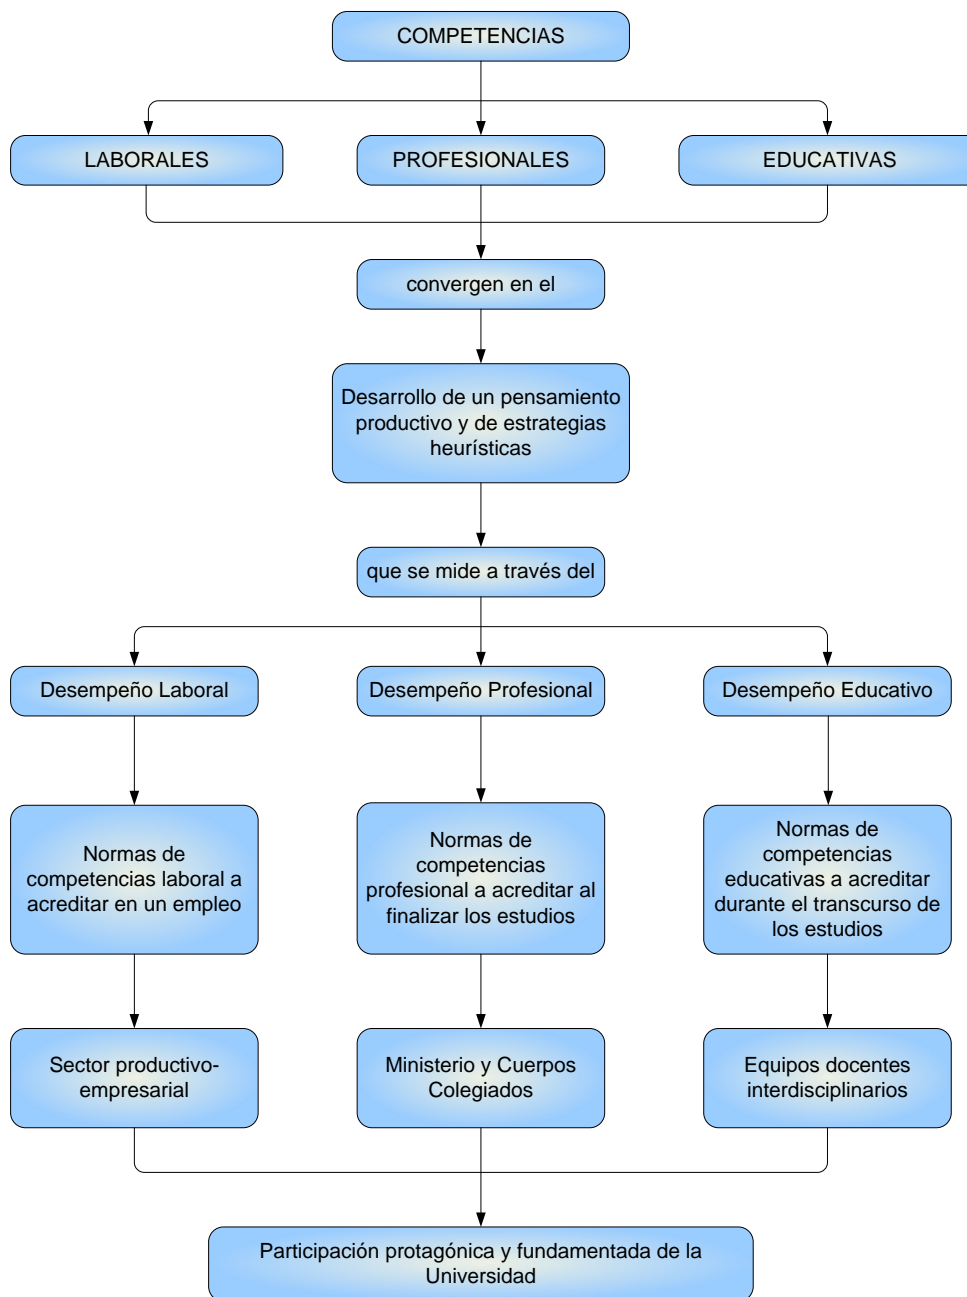 COMPETENCIAS
LABORALES
PROFESIONALES
EDUCATIVAS
convergen en el
Desarrollo de un pensamiento
productivo y de estrategias
heurísticas
que se mide a través del
Desempeño Laboral
Desempeño Profesional
Desempeño Educativo
Normas de
competencias laboral a
acreditar en un empleo
Normas de
competencias
profesional a acreditar al
finalizar los estudios
Normas de
competencias
educativas a acreditar
durante el transcurso de
los estudios
Sector productivo-
empresarial
Ministerio y Cuerpos
Colegiados
Equipos docentes
interdisciplinarios
Participación protagónica y fundamentada de la
Universidad